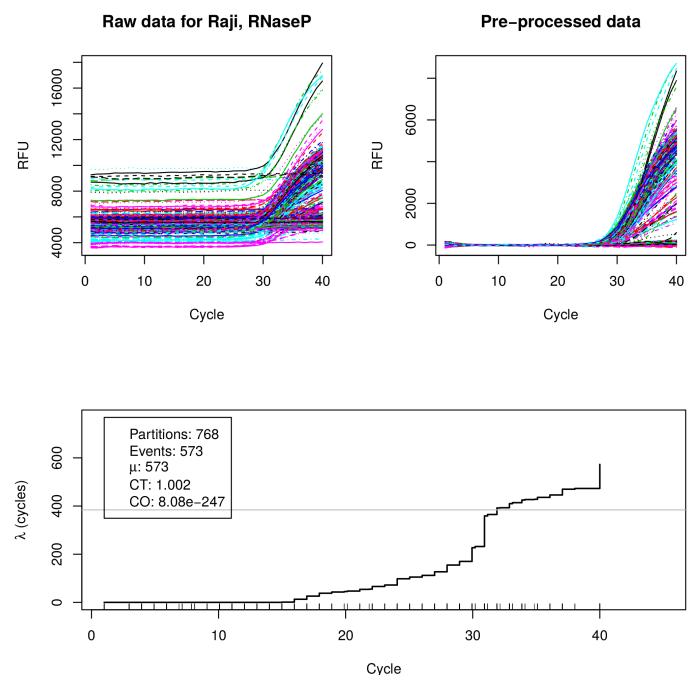 Raw data for Raji, RNaseP
Pre−processed data
RFU
4000 8000 12000 16000
0 10 20 30 40
Cycle
RFU
0 2000 6000
0 10 20 30 40
Cycle
λ (cycles)
0 200 400 600
Partitions: 768
Events: 573
μ: 573
CT: 1.002
CO: 8.08e−247
0 10 20 30 40
Cycle